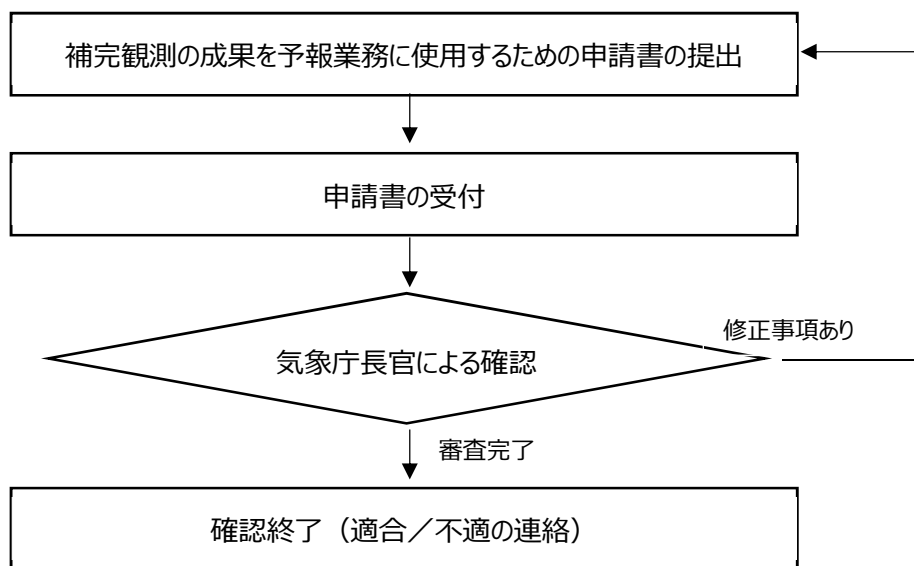 補完観測の成果を予報業務に使用するための申請書の提出
申請書の受付
気象庁長官による確認
修正事項あり
審査完了
確認終了（適合／不適の連絡）